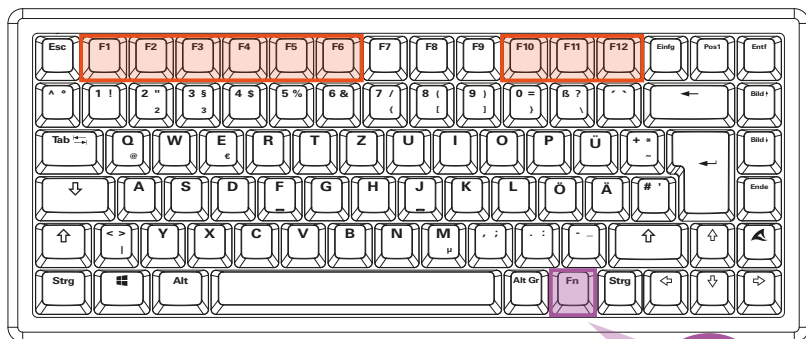 Esc F1 F2 F3 F4 F5 F6 F7 F8 F9 F10 F11 F12 Einfg Pos1 Entf
^ ° 1 ! 2 " 2 3 § 3 4 $ 5 % 6 & 7 / { 8 ( [ 9 ) ] 0 = } ß ? \ ´ ` Bild
Tab Q @ W E € R T Z U I O P Ü + * ~ Bild
A S D F G H J K L Ö Ä # ' Ende
< > | Y X C V B N M µ , ; . : - _
Strg Alt Alt Gr Fn Strg